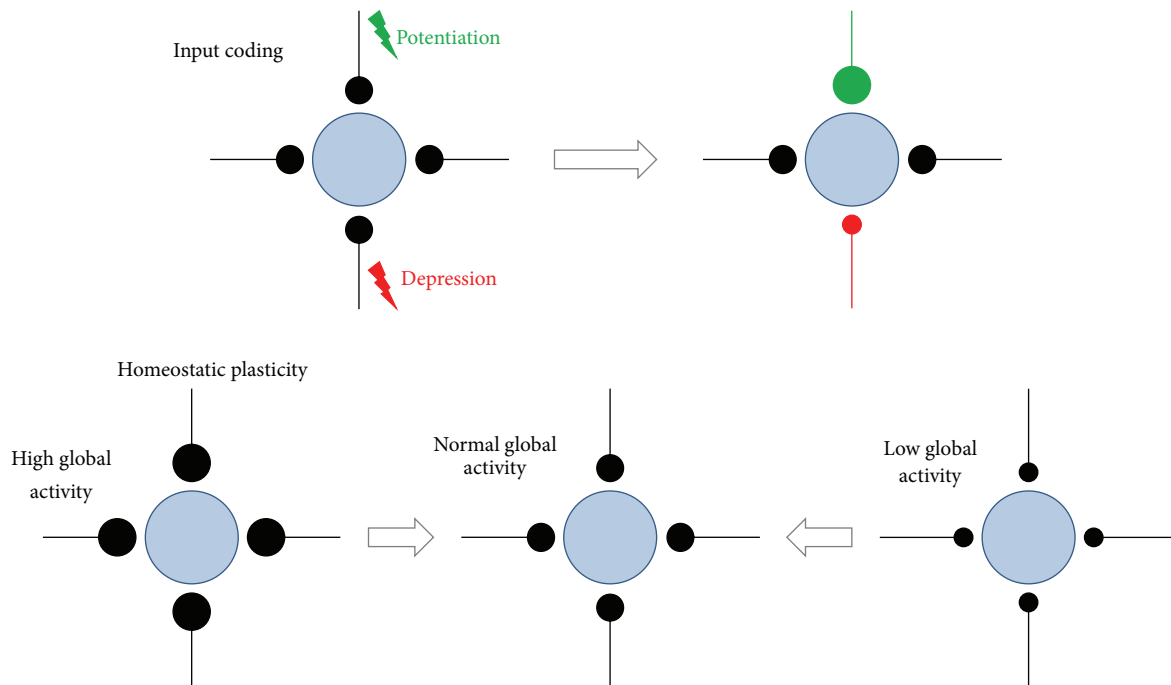 Input coding
Potentiation
Depression
Homeostatic plasticity
High global
activity
Normal global
activity
Low global
activity